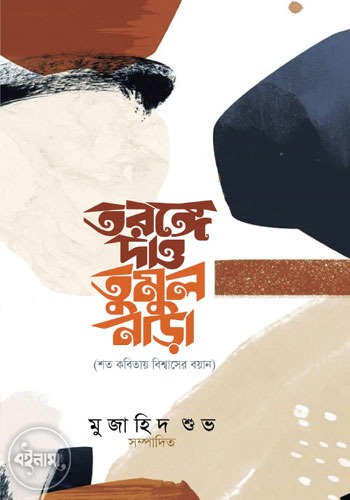 তরঙ্গে
দাও
তুমুল
নাড়া
(শত কবিতায় বিশ্বাসের বয়ান)
মুজাহিদ শুভ
সম্পাদিত
বইনামা